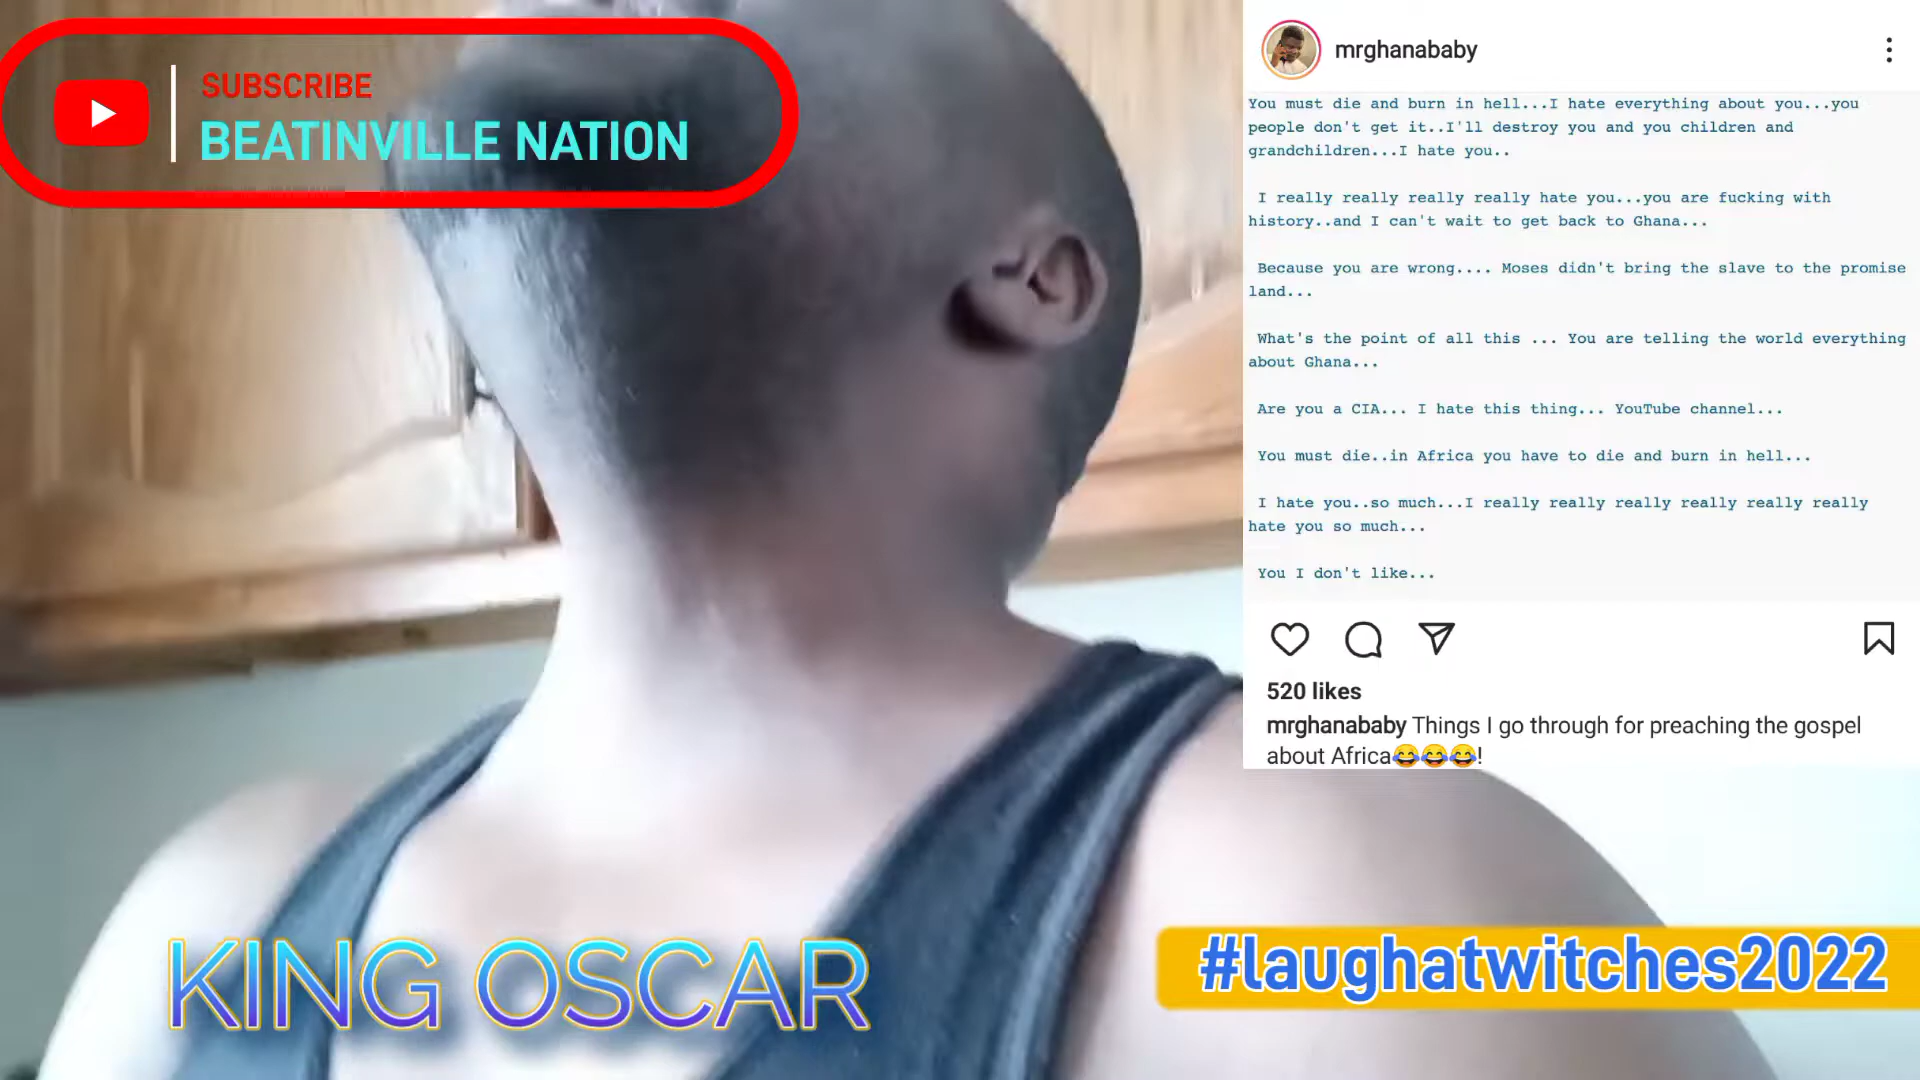 SUBSCRIBE
BEATINVILLE NATION
mrghanababy
You must die and burn in hell...I hate everything about you...you
people don't get it..I'll destroy you and you children and
grandchildren...I hate you..
I really really really really hate you...you are fucking with
history..and I can't wait to get back to Ghana...
Because you are wrong.... Moses didn't bring the slave to the promise
land...
What's the point of all this ... You are telling the world everything
about Ghana...
Are you a CIA... I hate this thing... YouTube channel...
You must die..in Africa you have to die and burn in hell...
I hate you..so much...I really really really really really really
hate you so much...
You I don't like...
520 likes
mrghanababy Things I go through for preaching the gospel
about Africa😂😂😂!
KING OSCAR
#laughatwitches2022